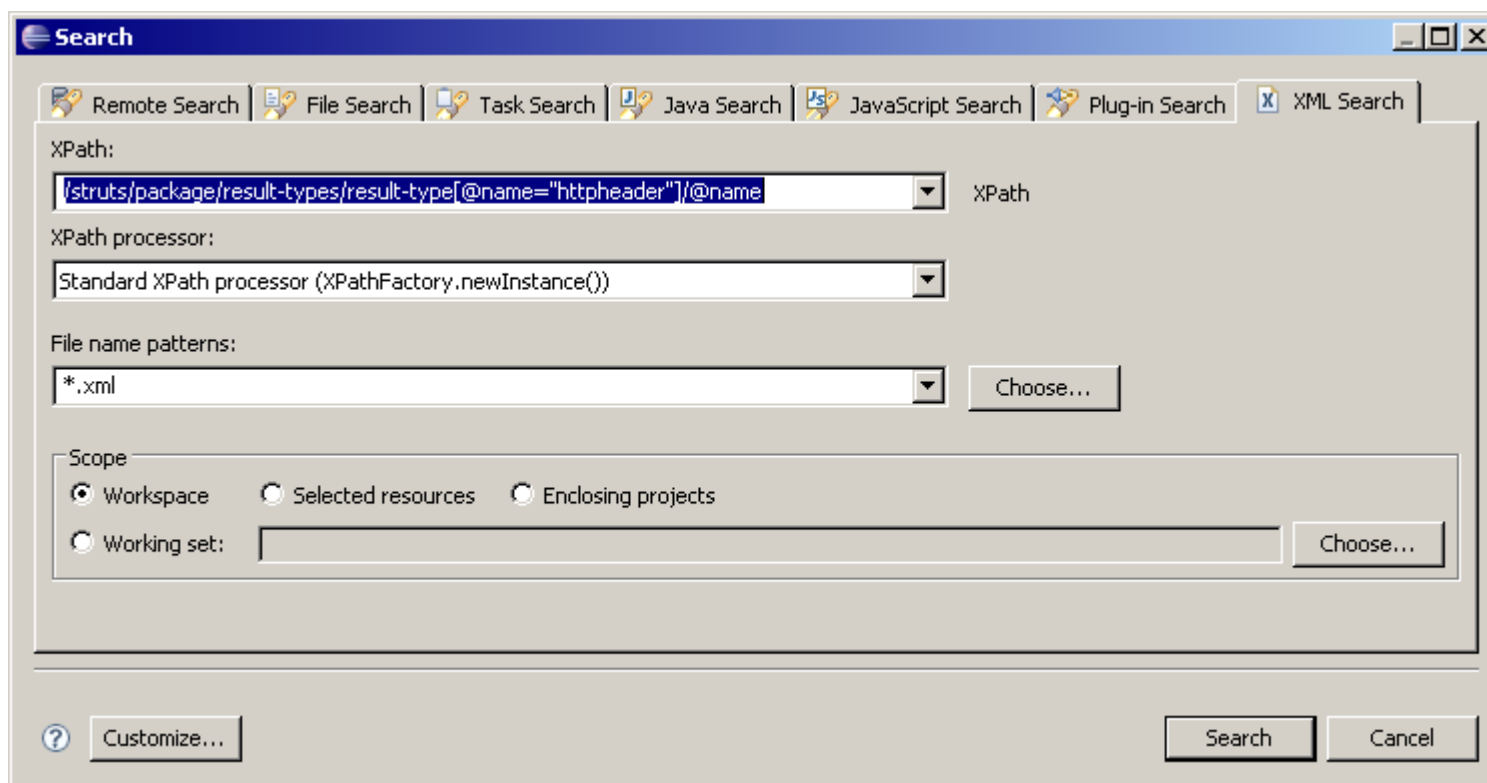 Search
Remote Search File Search Task Search Java Search JavaScript Search Plug-in Search XML Search
XPath:
/struts/package/result-types/result-type[@name="httpheader"]/@name XPath
XPath processor:
Standard XPath processor (XPathFactory.newInstance())
File name patterns:
*.xml Choose...
Scope
Workspace Selected resources Enclosing projects
Working set: Choose...
? Customize... Search Cancel